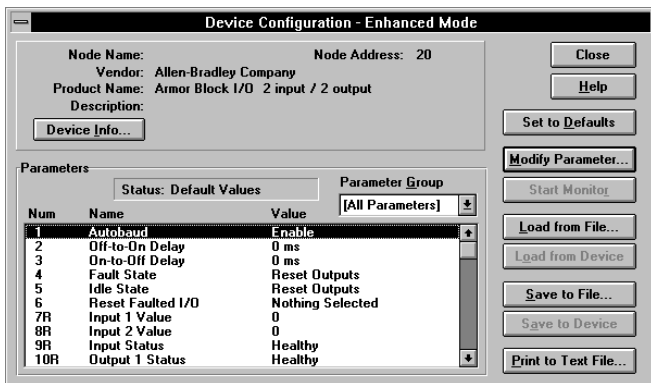 Device Configuration - Enhanced Mode
Node Name: Node Address: 20
Vendor: Allen-Bradley Company
Product Name: Armor Block I/O 2 input / 2 output
Description:
Device Info...
Close
Help
Set to Defaults
Modify Parameter...
Start Monitor
Load from File...
Load from Device
Save to File...
Save to Device
Print to Text File...
Parameters
Status: Default Values
Parameter Group
[All Parameters]
Num Name Value
1 Autobaud Enable
2 Off-to-On Delay 0 ms
3 On-to-Off Delay 0 ms
4 Fault State Reset Outputs
5 Idle State Reset Outputs
6 Reset Faulted I/O Nothing Selected
7R Input 1 Value 0
8R Input 2 Value 0
9R Input Status Healthy
10R Output 1 Status Healthy